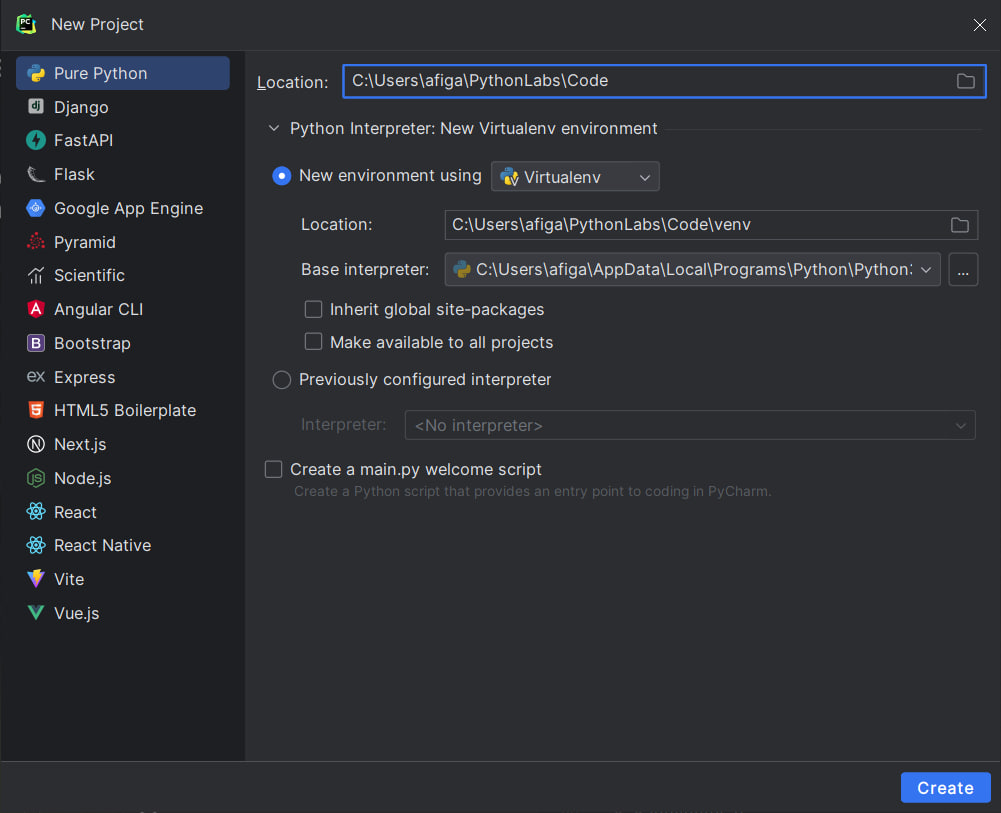 New Project
Pure Python
Django
FastAPI
Flask
Google App Engine
Pyramid
Scientific
Angular CLI
Bootstrap
Express
HTML5 Boilerplate
Next.js
Node.js
React
React Native
Vite
Vue.js
Location: C:\Users\afiga\PythonLabs\Code
Python Interpreter: New Virtualenv environment
New environment using Virtualenv
Location: C:\Users\afiga\PythonLabs\Code\venv
Base interpreter: C:\Users\afiga\AppData\Local\Programs\Python\Python ...
Inherit global site-packages
Make available to all projects
Previously configured interpreter
Interpreter: <No interpreter>
Create a main.py welcome script
Create a Python script that provides an entry point to coding in PyCharm.
Create